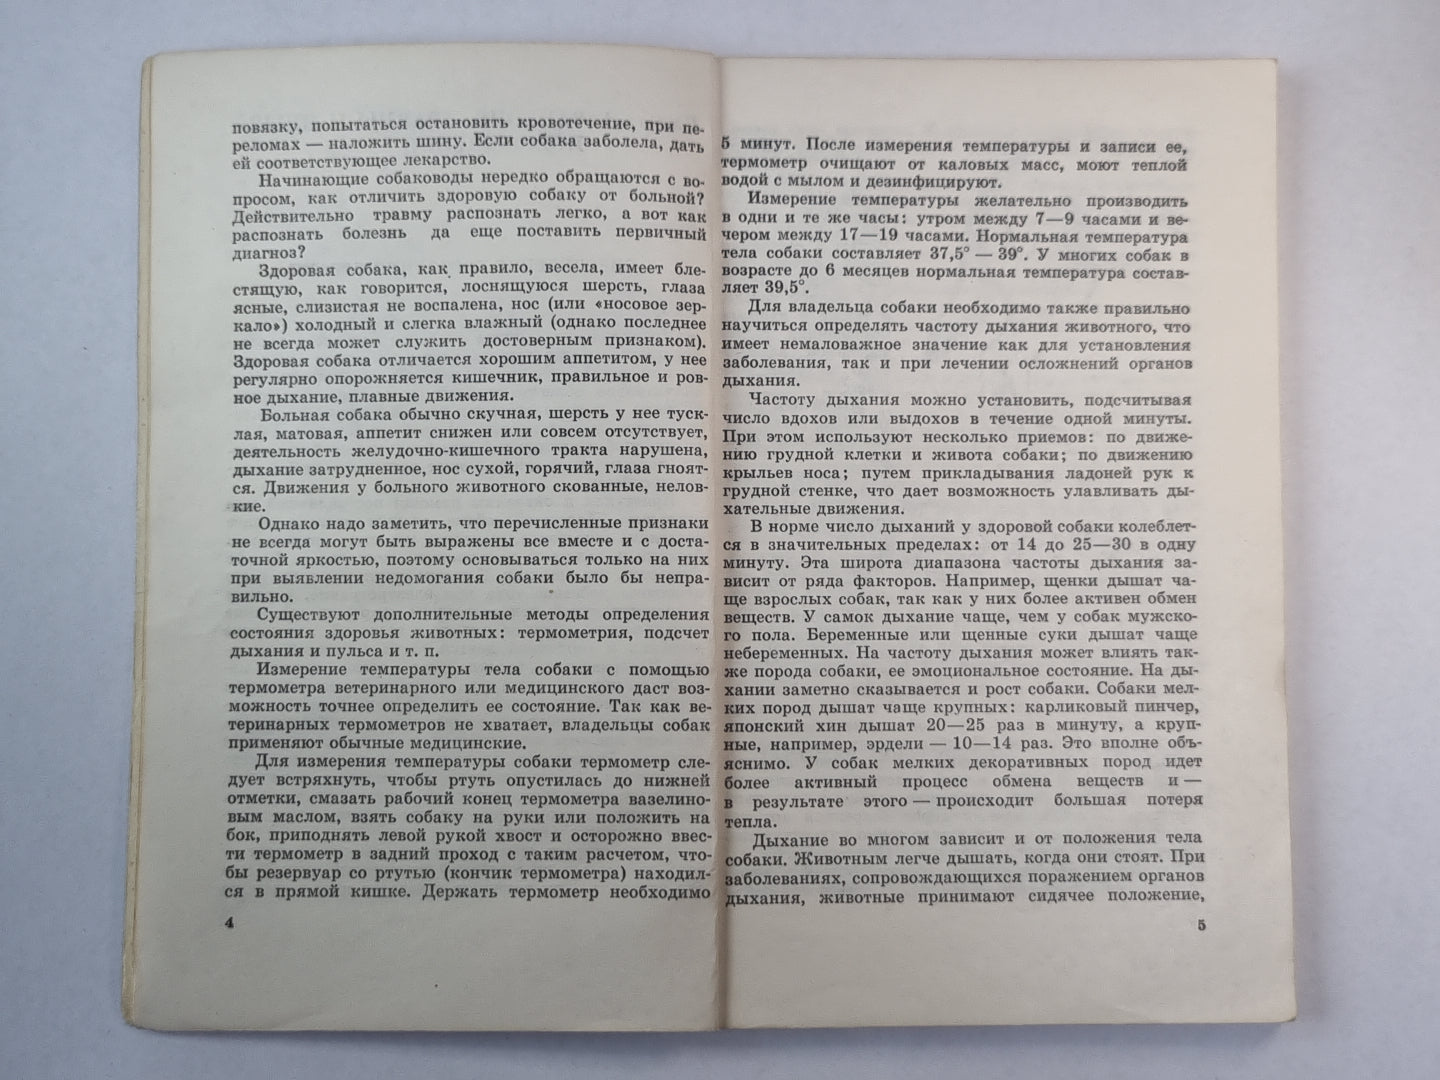 повязку, попытаться остановить кровотечение, при пе-
реломах — наложить шину. Если собака заболела, дать
ей соответствующее лекарство.
Начинающие собаководы нередко обращаются с во-
просом, как отличить здоровую собаку от больной?
Действительно травму распознать легко, а вот как
распознать болезнь да еще поставить первичный
диагноз?
Здоровая собака, как правило, весела, имеет бле-
стящую, как говорится, лоснящуюся шерсть, глаза
ясные, слизистая не воспалена, нос (или «носовое зер-
кало») холодный и слегка влажный (однако последнее
не всегда может служить достоверным признаком).
Здоровая собака отличается хорошим аппетитом, у нее
регулярно опорожняется кишечник, правильное и ров-
ное дыхание, плавные движения.
Больная собака обычно скучная, шерсть у нее туск-
лая, матовая, аппетит снижен или совсем отсутствует,
деятельность желудочно-кишечного тракта нарушена,
дыхание затрудненное, нос сухой, горячий, глаза гноят-
ся. Движения у больного животного скованные, нелов-
кие.
Однако надо заметить, что перечисленные признаки
не всегда могут быть выражены все вместе и с доста-
точной яркостью, поэтому основываться только на них
при выявлении недомогания собаки было бы непра-
вильно.
Существуют дополнительные методы определения
состояния здоровья животных: термометрия, подсчет
дыхания и пульса и т. п.
Измерение температуры тела собаки с помощью
термометра ветеринарного или медицинского даст воз-
можность точнее определить ее состояние. Так как ве-
теринарных термометров не хватает, владельцы собак
применяют обычные медицинские.
Для измерения температуры собаки термометр сле-
дует встряхнуть, чтобы ртуть опустилась до нижней
отметки, смазать рабочий конец термометра вазелино-
вым маслом, взять собаку на руки или положить на
бок, приподнять левой рукой хвост и осторожно ввес-
ти термометр в задний проход с таким расчетом, что-
бы резервуар со ртутью (кончик термометра) находил-
ся в прямой кишке. Держать термометр необходимо
4
5 минут. После измерения температуры и записи ее,
термометр очищают от каловых масс, моют теплой
водой с мылом и дезинфицируют.
Измерение температуры желательно производить
в одни и те же часы: утром между 7—9 часами и ве-
чером между 17—19 часами. Нормальная температура
тела собаки составляет 37,5° — 39°. У многих собак в
возрасте до 6 месяцев нормальная температура состав-
ляет 39,5°.
Для владельца собаки необходимо также правильно
научиться определять частоту дыхания животного, что
имеет немаловажное значение как для установления
заболевания, так и при лечении осложнений органов
дыхания.
Частоту дыхания можно установить, подсчитывая
число вдохов или выдохов в течение одной минуты.
При этом используют несколько приемов: по движе-
нию грудной клетки и живота собаки; по движению
крыльев носа; путем прикладывания ладоней рук к
грудной стенке, что дает возможность улавливать ды-
хательные движения.
В норме число дыханий у здоровой собаки колеблет-
ся в значительных пределах: от 14 до 25—30 в одну
минуту. Эта широта диапазона частоты дыхания за-
висит от ряда факторов. Например, щенки дышат ча-
ще взрослых собак, так как у них более активен обмен
веществ. У самок дыхание чаще, чем у собак мужско-
го пола. Беременные или щенные суки дышат чаще
небеременных. На частоту дыхания может влиять так-
же порода собаки, ее эмоциональное состояние. На ды-
хании заметно сказывается и рост собаки. Собаки мел-
ких пород дышат чаще крупных: карликовый пинчер,
японский хин дышат 20—25 раз в минуту, а круп-
ные, например, эрдели — 10—14 раз. Это вполне объ-
яснимо. У собак мелких декоративных пород идет
более активный процесс обмена веществ и —
в результате этого — происходит большая потеря
тепла.
Дыхание во многом зависит и от положения тела
собаки. Животным легче дышать, когда они стоят. При
заболеваниях, сопровождающихся поражением органов
дыхания, животные принимают сидячее положение,
5